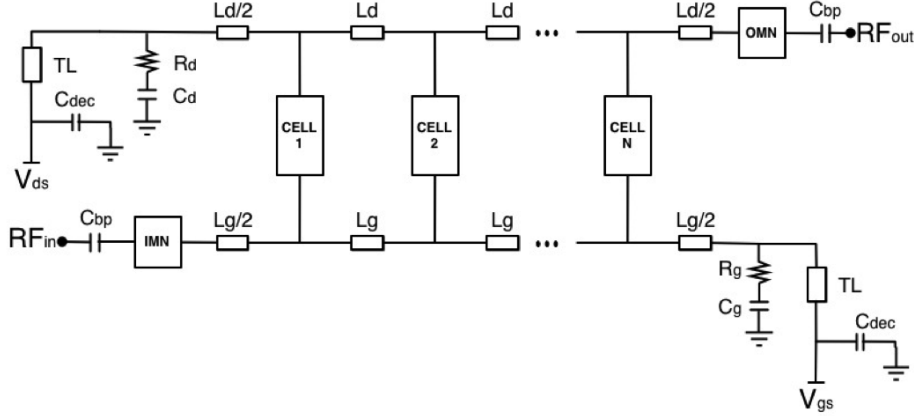 Ld/2 Ld Ld Ld/2 Cbp
OMN RFout
TL Rd
Cd
Cdec
CELL 1 CELL 2 CELL N
Vds
Cbp Lg/2 Lg Lg Lg/2
RFin IMN
Rg TL
Cg
Cdec
Vgs